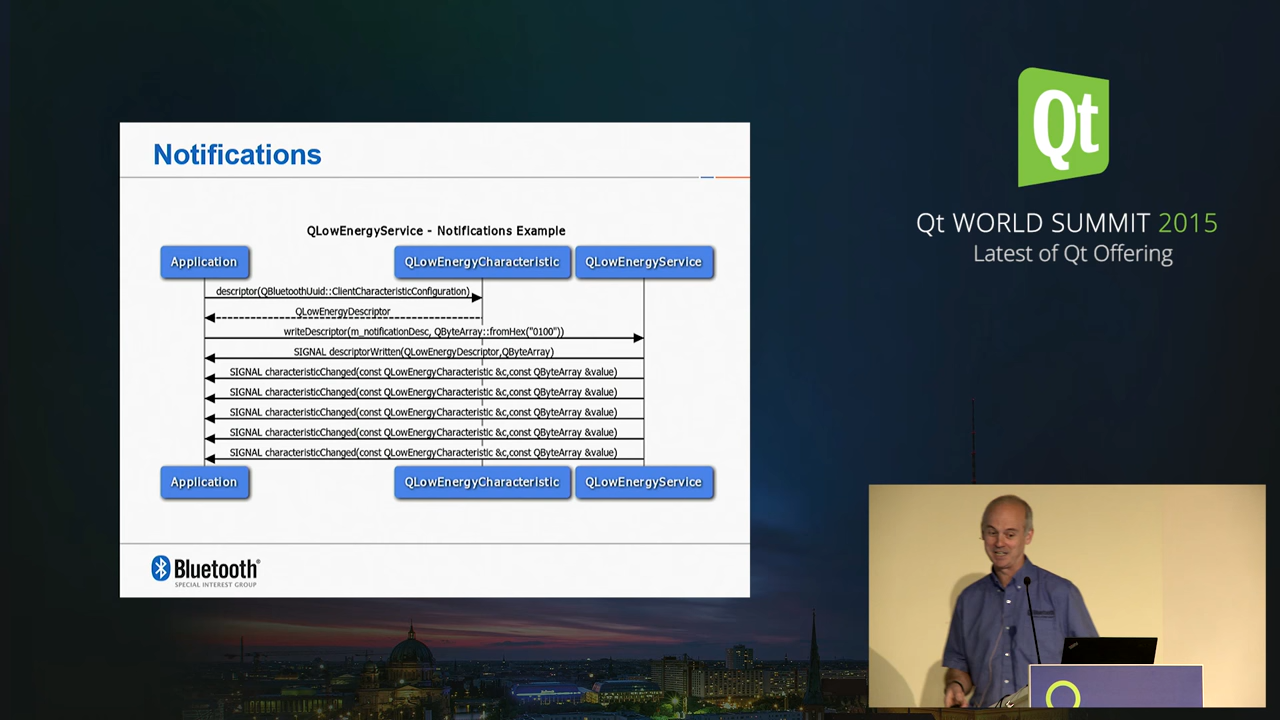 Notifications
QLowEnergyService - Notifications Example
Application
QLowEnergyCharacteristic
QLowEnergyService
descriptor(QBluetoothUuid::ClientCharacteristicConfiguration)
QLowEnergyDescriptor
writeDescriptor(m_notificationDesc, QByteArray::fromHex("0100"))
SIGNAL descriptorWritten(QLowEnergyDescriptor,QByteArray)
SIGNAL characteristicChanged(const QLowEnergyCharacteristic &c,const QByteArray &value)
SIGNAL characteristicChanged(const QLowEnergyCharacteristic &c,const QByteArray &value)
SIGNAL characteristicChanged(const QLowEnergyCharacteristic &c,const QByteArray &value)
SIGNAL characteristicChanged(const QLowEnergyCharacteristic &c,const QByteArray &value)
SIGNAL characteristicChanged(const QLowEnergyCharacteristic &c,const QByteArray &value)
Application
QLowEnergyCharacteristic
QLowEnergyService
Bluetooth®
SPECIAL INTEREST GROUP
Qt
Qt WORLD SUMMIT 2015
Latest of Qt Offering